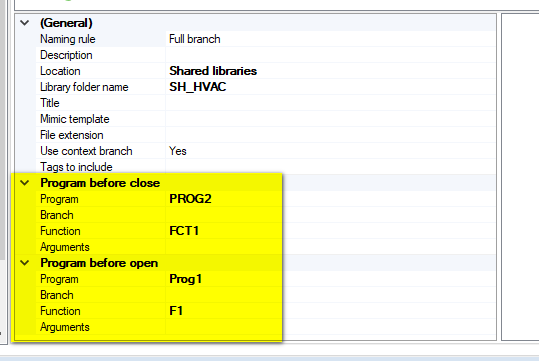 (General)
Naming rule Full branch
Description
Location Shared libraries
Library folder name SH_HVAC
Title
Mimic template
File extension
Use context branch Yes
Tags to include
Program before close
Program PROG2
Branch
Function FCT1
Arguments
Program before open
Program Prog1
Branch
Function F1
Arguments